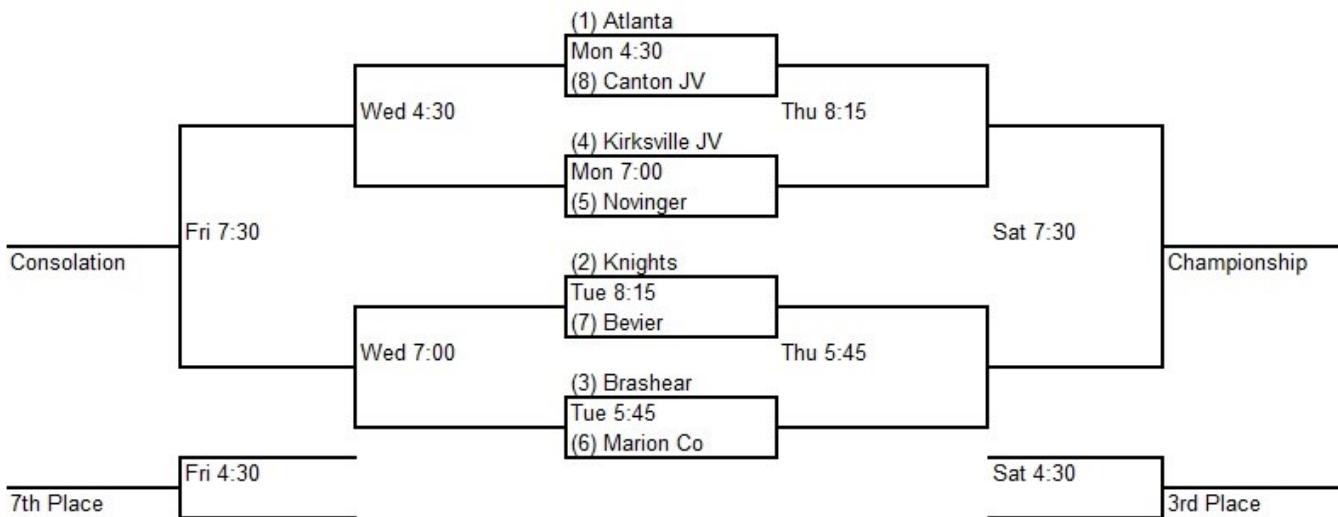 (1) Atlanta
Mon 4:30
(8) Canton JV
Wed 4:30
Thu 8:15
(4) Kirksville JV
Mon 7:00
(5) Novinger
Fri 7:30
Sat 7:30
Consolation
(2) Knights
Championship
Tue 8:15
(7) Bevier
Wed 7:00
Thu 5:45
(3) Brashear
Tue 5:45
(6) Marion Co
Fri 4:30
Sat 4:30
7th Place
3rd Place